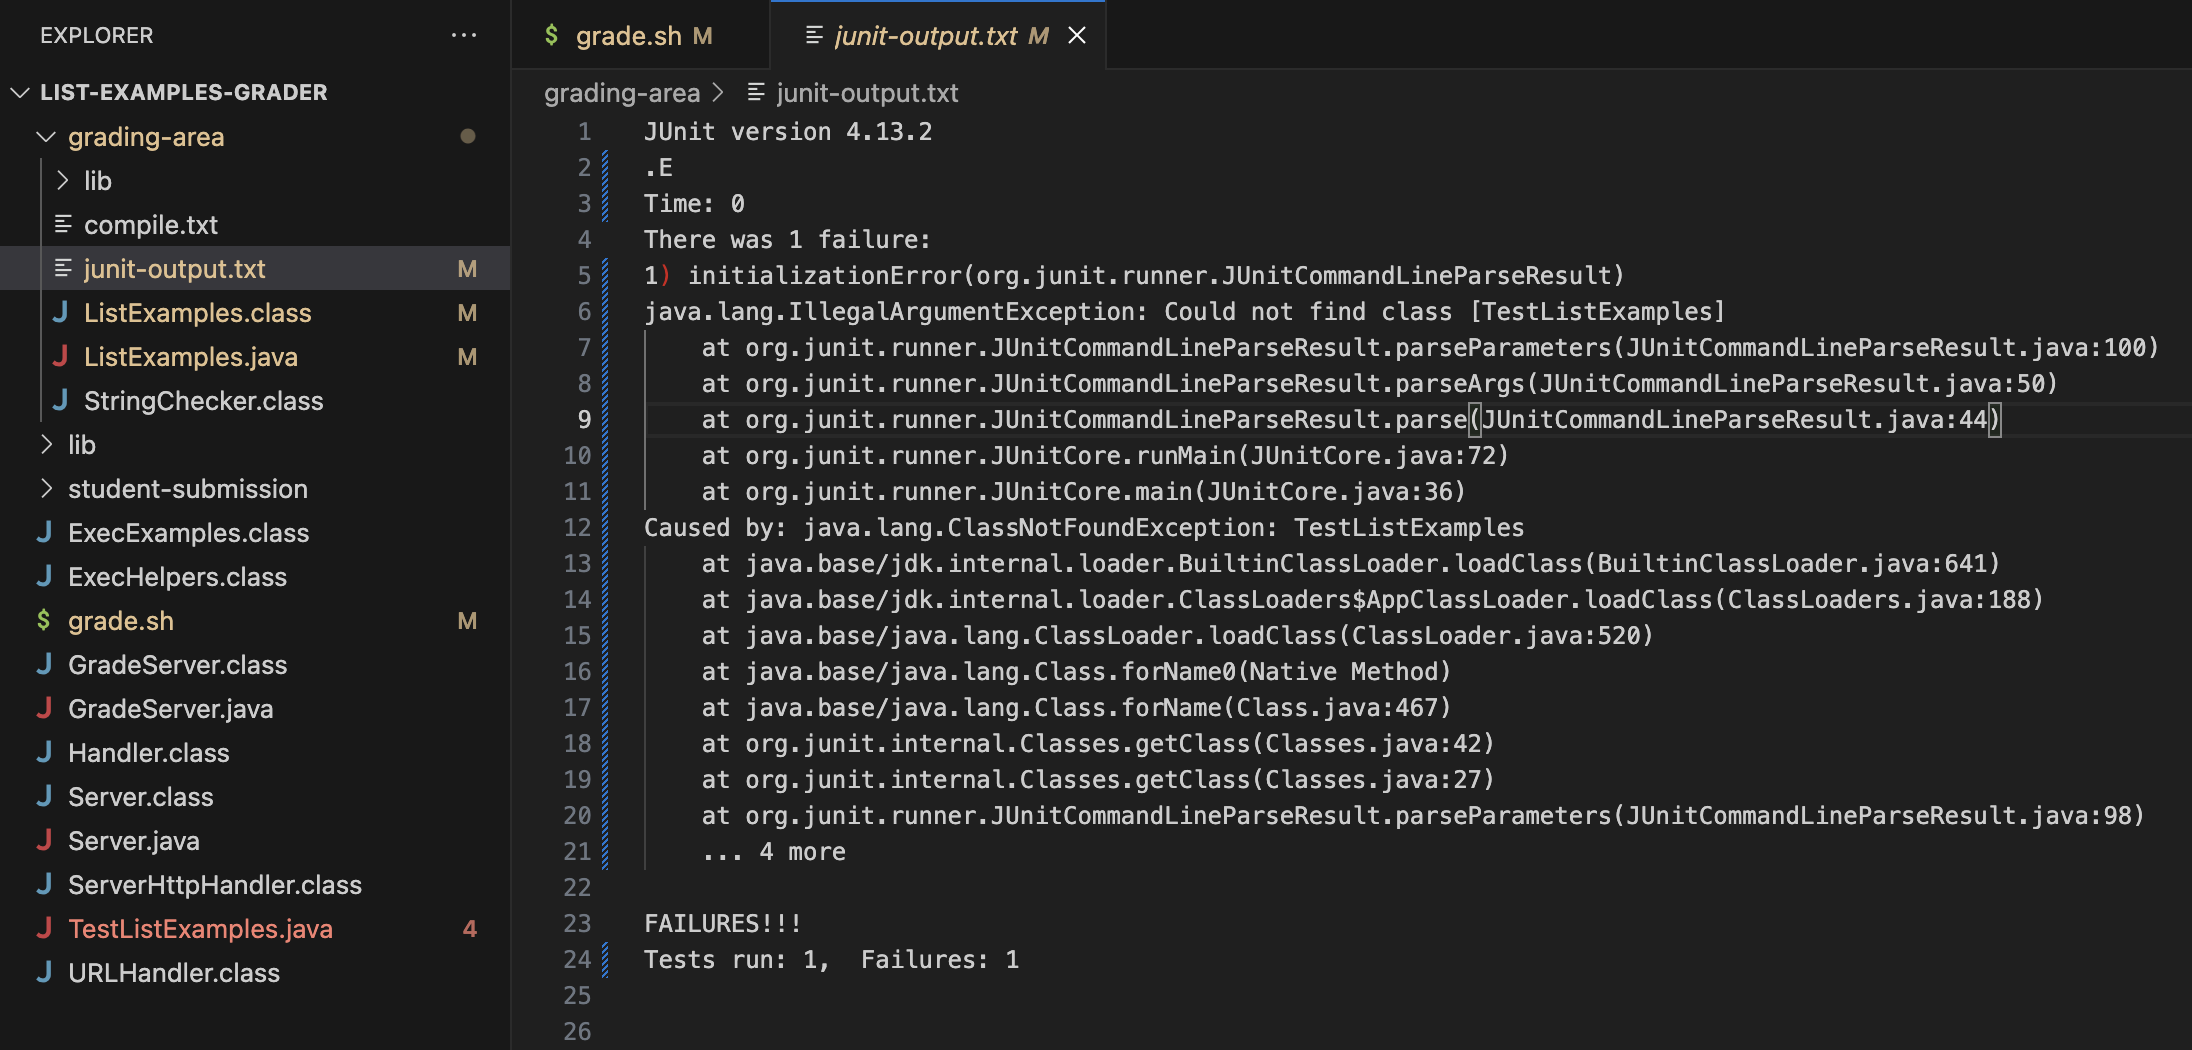 EXPLORER
LIST-EXAMPLES-GRADER
grading-area
lib
compile.txt
junit-output.txt M
ListExamples.class M
ListExamples.java M
StringChecker.class
lib
student-submission
ExecExamples.class
ExecHelpers.class
$ grade.sh M
GradeServer.class
GradeServer.java
Handler.class
Server.class
Server.java
ServerHttpHandler.class
TestListExamples.java 4
URLHandler.class
$ grade.sh M
junit-output.txt M
grading-area > junit-output.txt
1 JUnit version 4.13.2
2 .E
3 Time: 0
4 There was 1 failure:
5 1) initializationError(org.junit.runner.JUnitCommandLineParseResult)
6 java.lang.IllegalArgumentException: Could not find class [TestListExamples]
7 at org.junit.runner.JUnitCommandLineParseResult.parseParameters(JUnitCommandLineParseResult.java:100)
8 at org.junit.runner.JUnitCommandLineParseResult.parseArgs(JUnitCommandLineParseResult.java:50)
9 at org.junit.runner.JUnitCommandLineParseResult.parse(JUnitCommandLineParseResult.java:44)
10 at org.junit.runner.JUnitCore.runMain(JUnitCore.java:72)
11 at org.junit.runner.JUnitCore.main(JUnitCore.java:36)
12 Caused by: java.lang.ClassNotFoundException: TestListExamples
13 at java.base/jdk.internal.loader.BuiltinClassLoader.loadClass(BuiltinClassLoader.java:641)
14 at java.base/jdk.internal.loader.ClassLoaders$AppClassLoader.loadClass(ClassLoaders.java:188)
15 at java.base/java.lang.ClassLoader.loadClass(ClassLoader.java:520)
16 at java.base/java.lang.Class.forName0(Native Method)
17 at java.base/java.lang.Class.forName(Class.java:467)
18 at org.junit.internal.Classes.getClass(Classes.java:42)
19 at org.junit.internal.Classes.getClass(Classes.java:27)
20 at org.junit.runner.JUnitCommandLineParseResult.parseParameters(JUnitCommandLineParseResult.java:98)
21 ... 4 more
22
23 FAILURES!!!
24 Tests run: 1,  Failures: 1
25
26